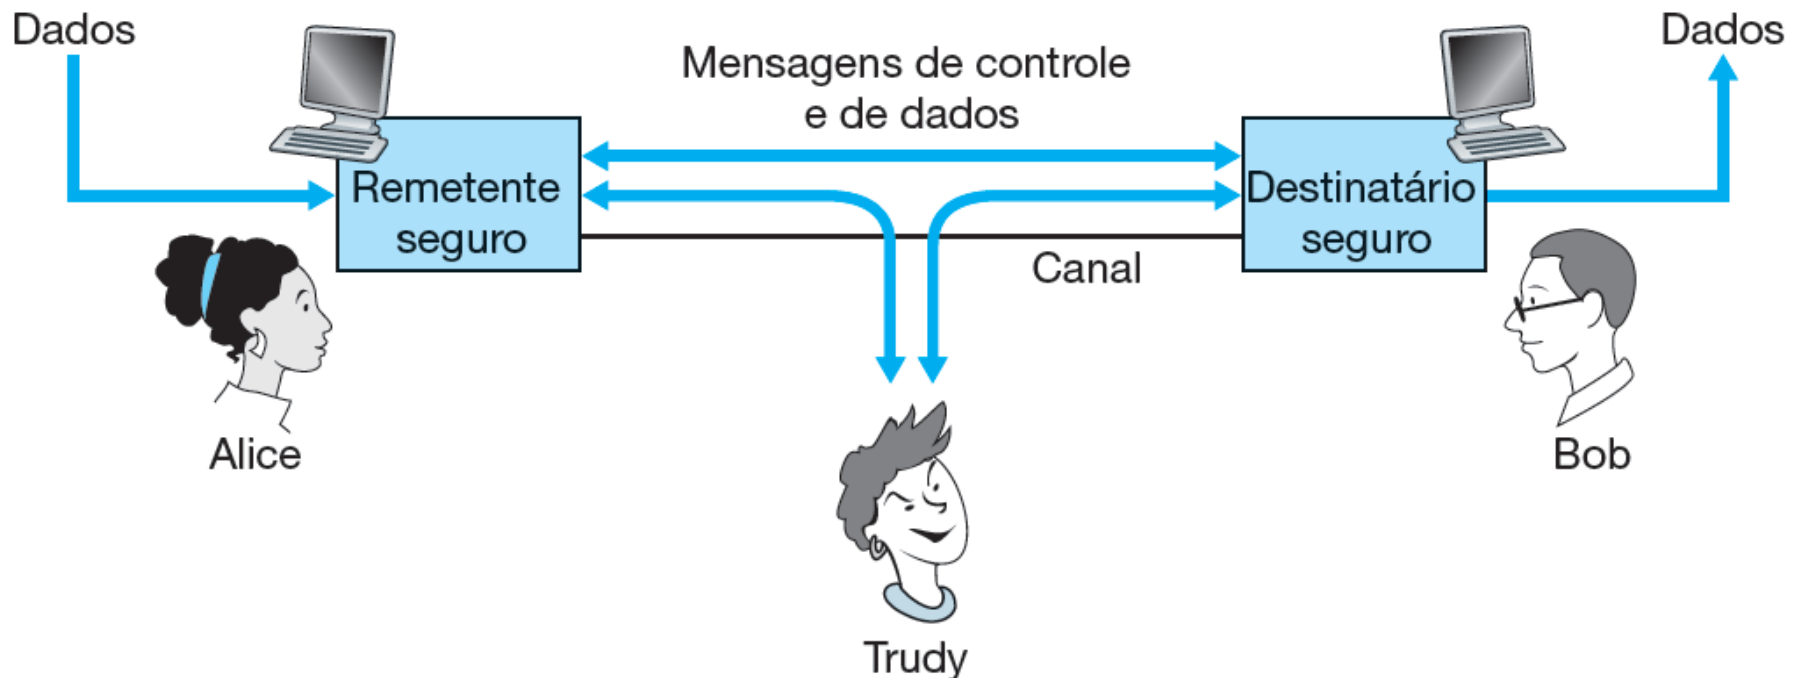 Dados
Dados
Mensagens de controle
e de dados
Remetente
seguro
Destinatário
seguro
Canal
Alice
Bob
Trudy